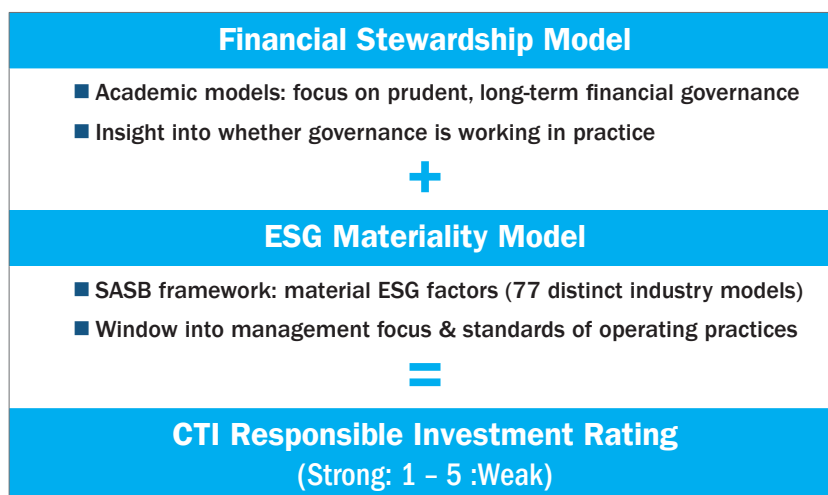 Financial Stewardship Model
■ Academic models: focus on prudent, long-term financial governance
■ Insight into whether governance is working in practice
+
ESG Materiality Model
■ SASB framework: material ESG factors (77 distinct industry models)
■ Window into management focus & standards of operating practices
=
CTI Responsible Investment Rating
(Strong: 1 – 5 :Weak)